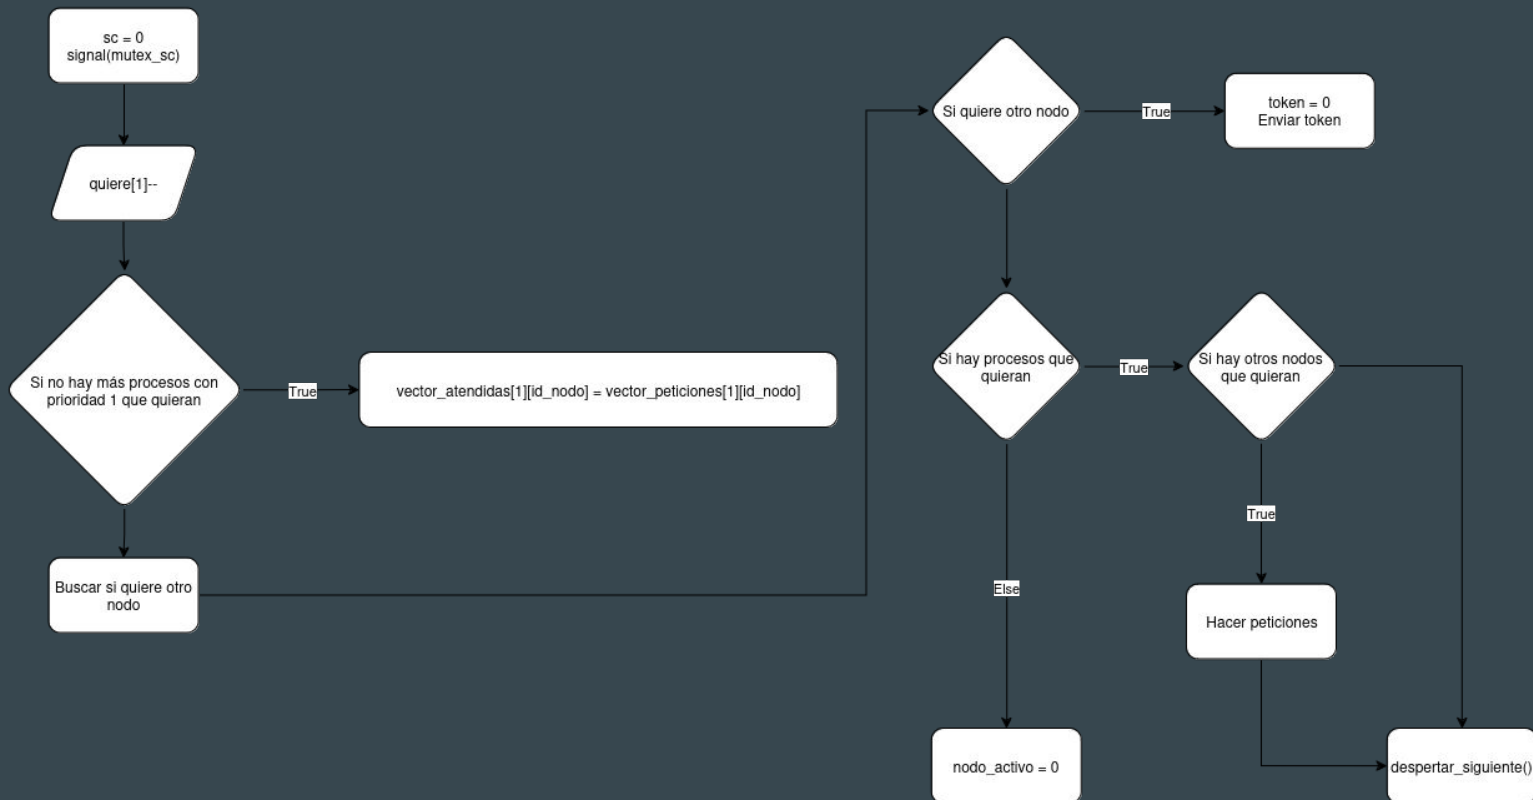 sc = 0
signal(mutex_sc)
quiere[1]--
Si no hay más procesos con
prioridad 1 que quieran
True
vector_atendidas[1][id_nodo] = vector_peticiones[1][id_nodo]
Buscar si quiere otro
nodo
Si quiere otro nodo
True
token = 0
Enviar token
Si hay procesos que
quieran
True
Si hay otros nodos
que quieran
True
Else
Hacer peticiones
nodo_activo = 0
despertar_siguiente()